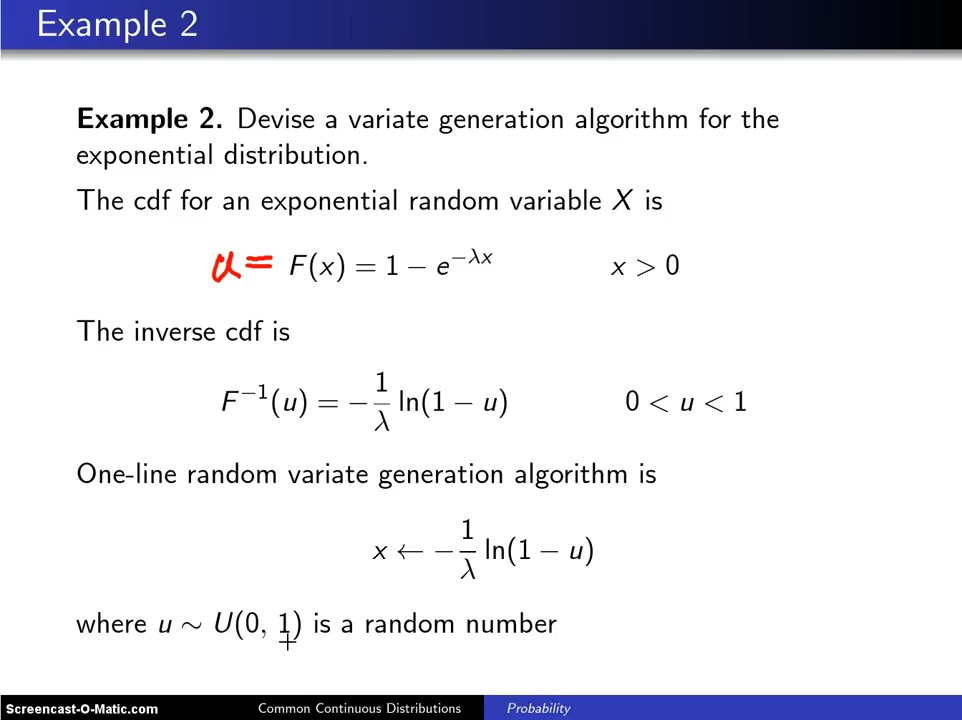 Example 2
Example 2. Devise a variate generation algorithm for the
exponential distribution.
The cdf for an exponential random variable X is
u = F(x) = 1 − e^{−λx} x > 0
The inverse cdf is
F^{−1}(u) = −\frac{1}{λ} ln(1 − u) 0 < u < 1
One-line random variate generation algorithm is
x ← −\frac{1}{λ} ln(1 − u)
where u ∼ U(0, 1) is a random number
Screencast-O-Matic.com Common Continuous Distributions Probability